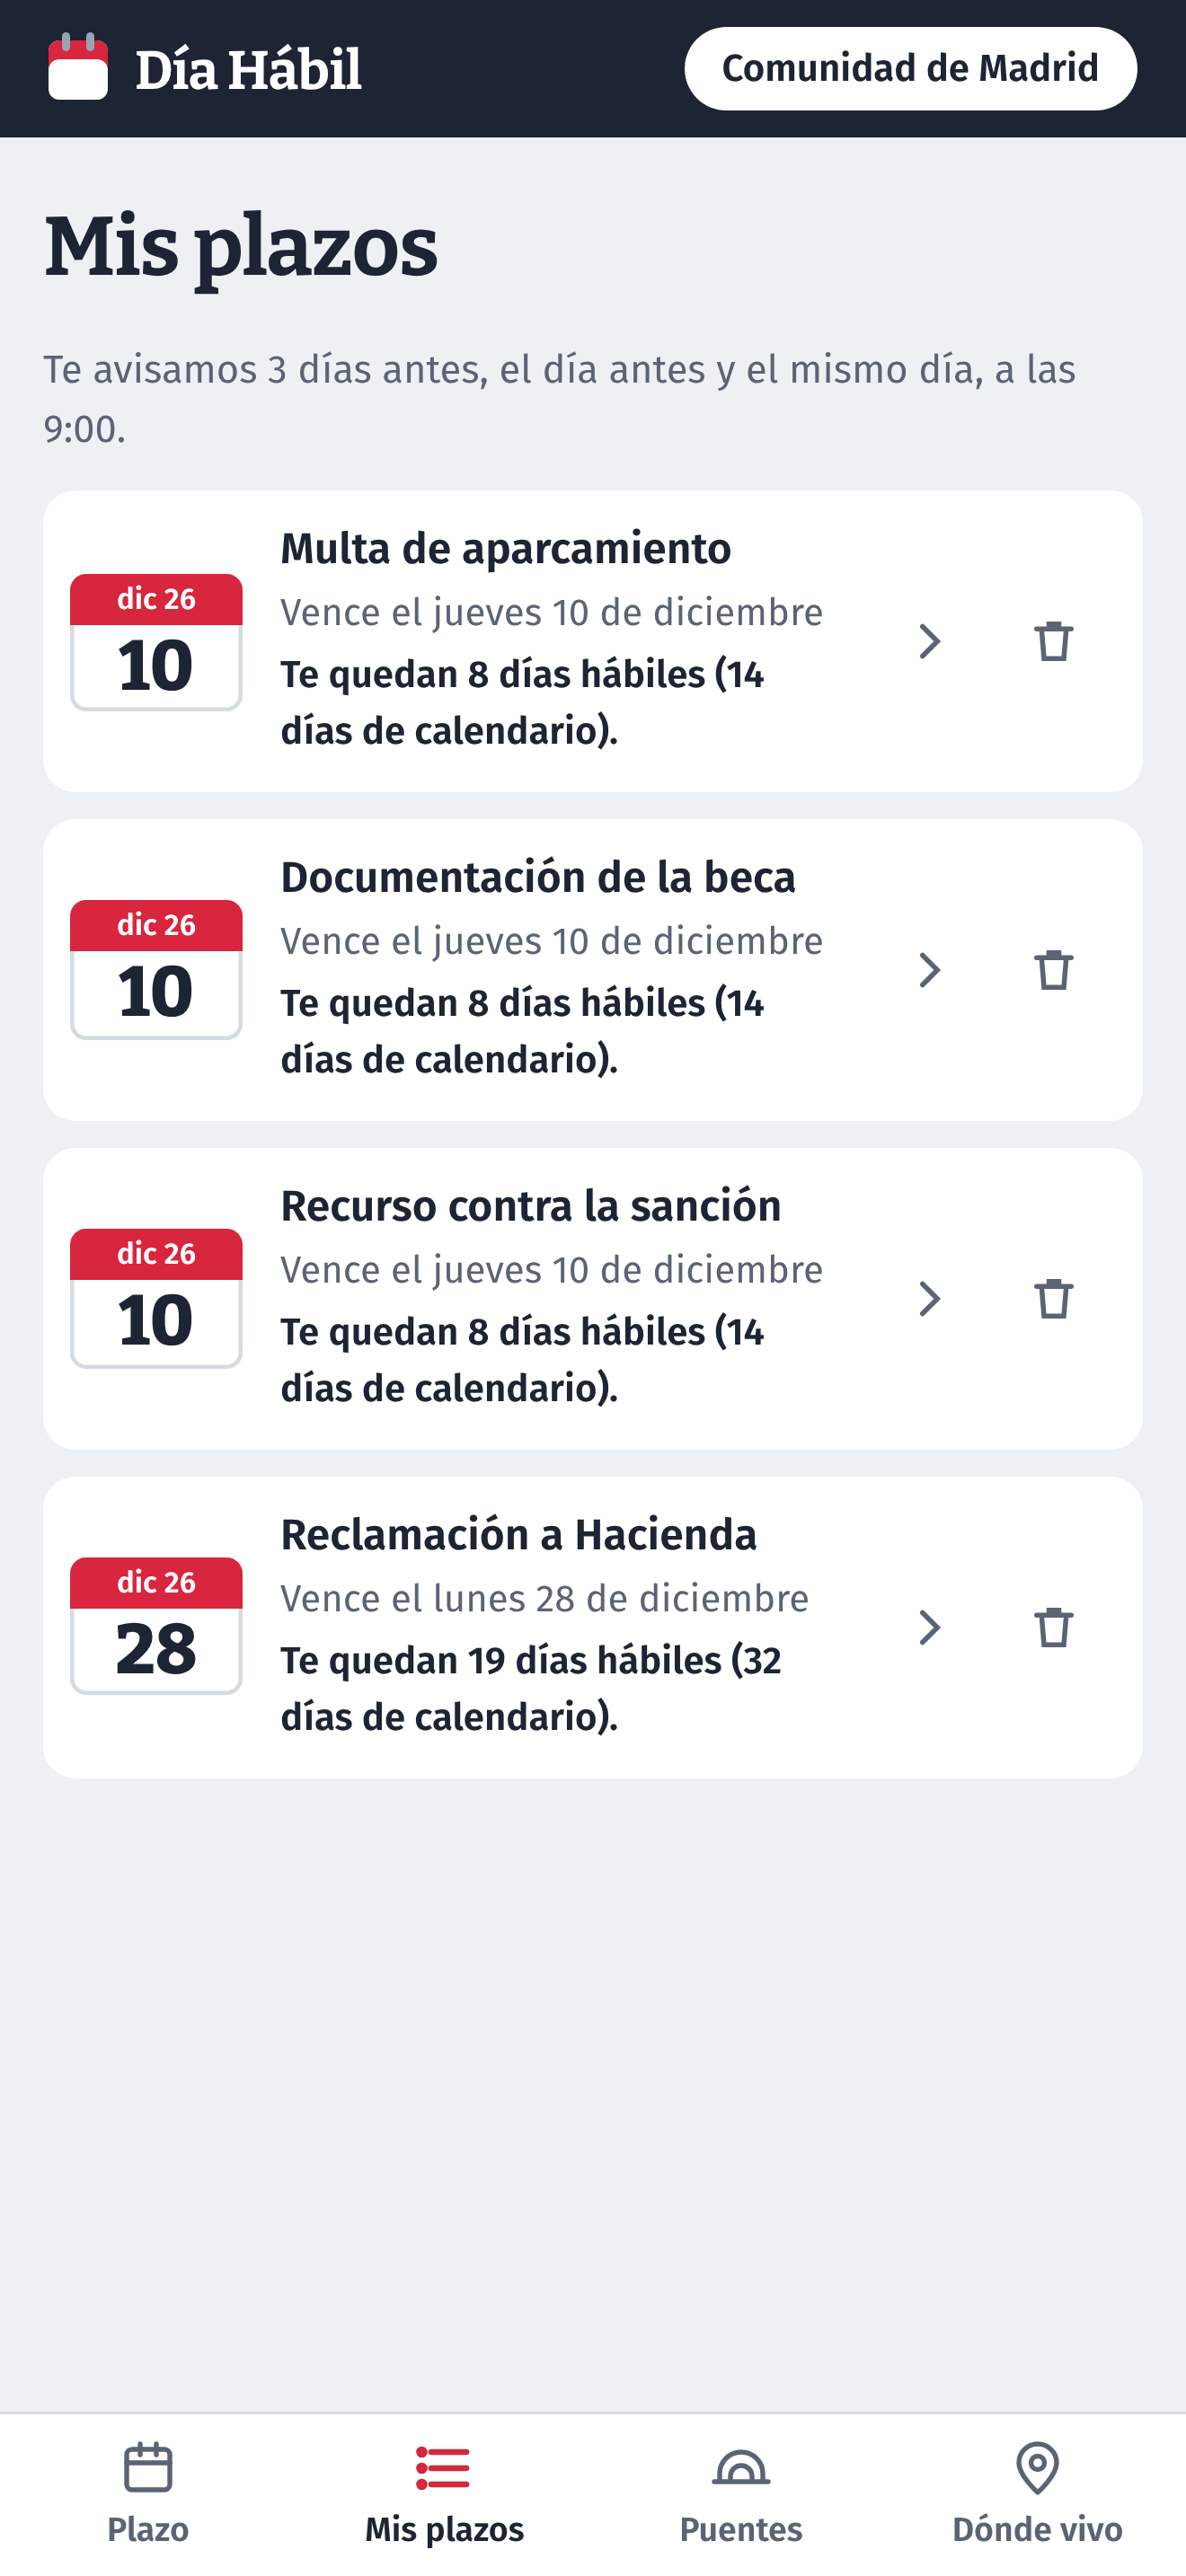 Día Hábil
Comunidad de Madrid
Mis plazos
Te avisamos 3 días antes, el día antes y el mismo día, a las
9:00.
dic 26
10
Multa de aparcamiento
Vence el jueves 10 de diciembre
Te quedan 8 días hábiles (14
días de calendario).
dic 26
10
Documentación de la beca
Vence el jueves 10 de diciembre
Te quedan 8 días hábiles (14
días de calendario).
dic 26
10
Recurso contra la sanción
Vence el jueves 10 de diciembre
Te quedan 8 días hábiles (14
días de calendario).
dic 26
28
Reclamación a Hacienda
Vence el lunes 28 de diciembre
Te quedan 19 días hábiles (32
días de calendario).
Plazo
Mis plazos
Puentes
Dónde vivo